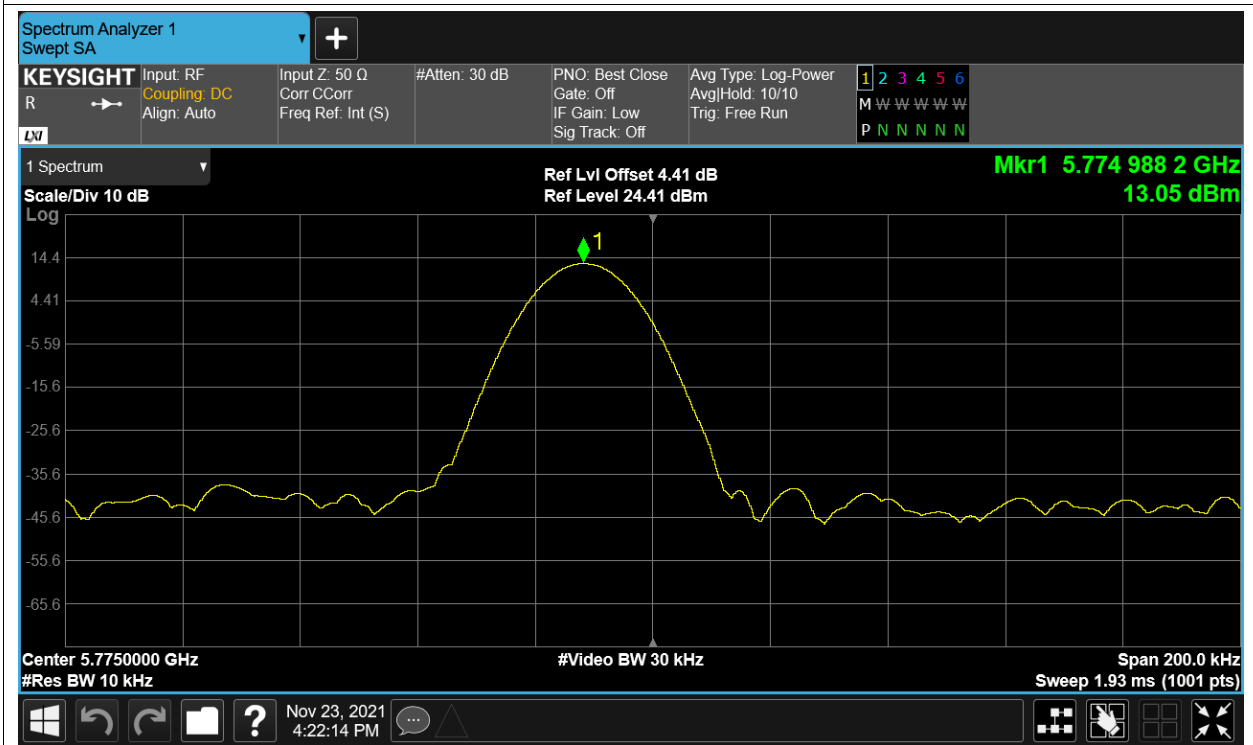 Spectrum Analyzer 1
Swept SA
KEYSIGHT
R
LXI
Input: RF
Coupling: DC
Align: Auto
Input Z: 50 Ω
Corr CCorr
Freq Ref: Int (S)
#Atten: 30 dB
PNO: Best Close
Gate: Off
IF Gain: Low
Sig Track: Off
Avg Type: Log-Power
Avg|Hold: 10/10
Trig: Free Run
1 2 3 4 5 6
M W W W W W
P N N N N N
1 Spectrum
Scale/Div 10 dB
Ref Lvl Offset 4.41 dB
Ref Level 24.41 dBm
Mkr1 5.774 988 2 GHz
13.05 dBm
Log
1
14.4
4.41
-5.59
-15.6
-25.6
-35.6
-45.6
-55.6
-65.6
Center 5.7750000 GHz
#Video BW 30 kHz
Span 200.0 kHz
#Res BW 10 kHz
Sweep 1.93 ms (1001 pts)
?
Nov 23, 2021
4:22:14 PM